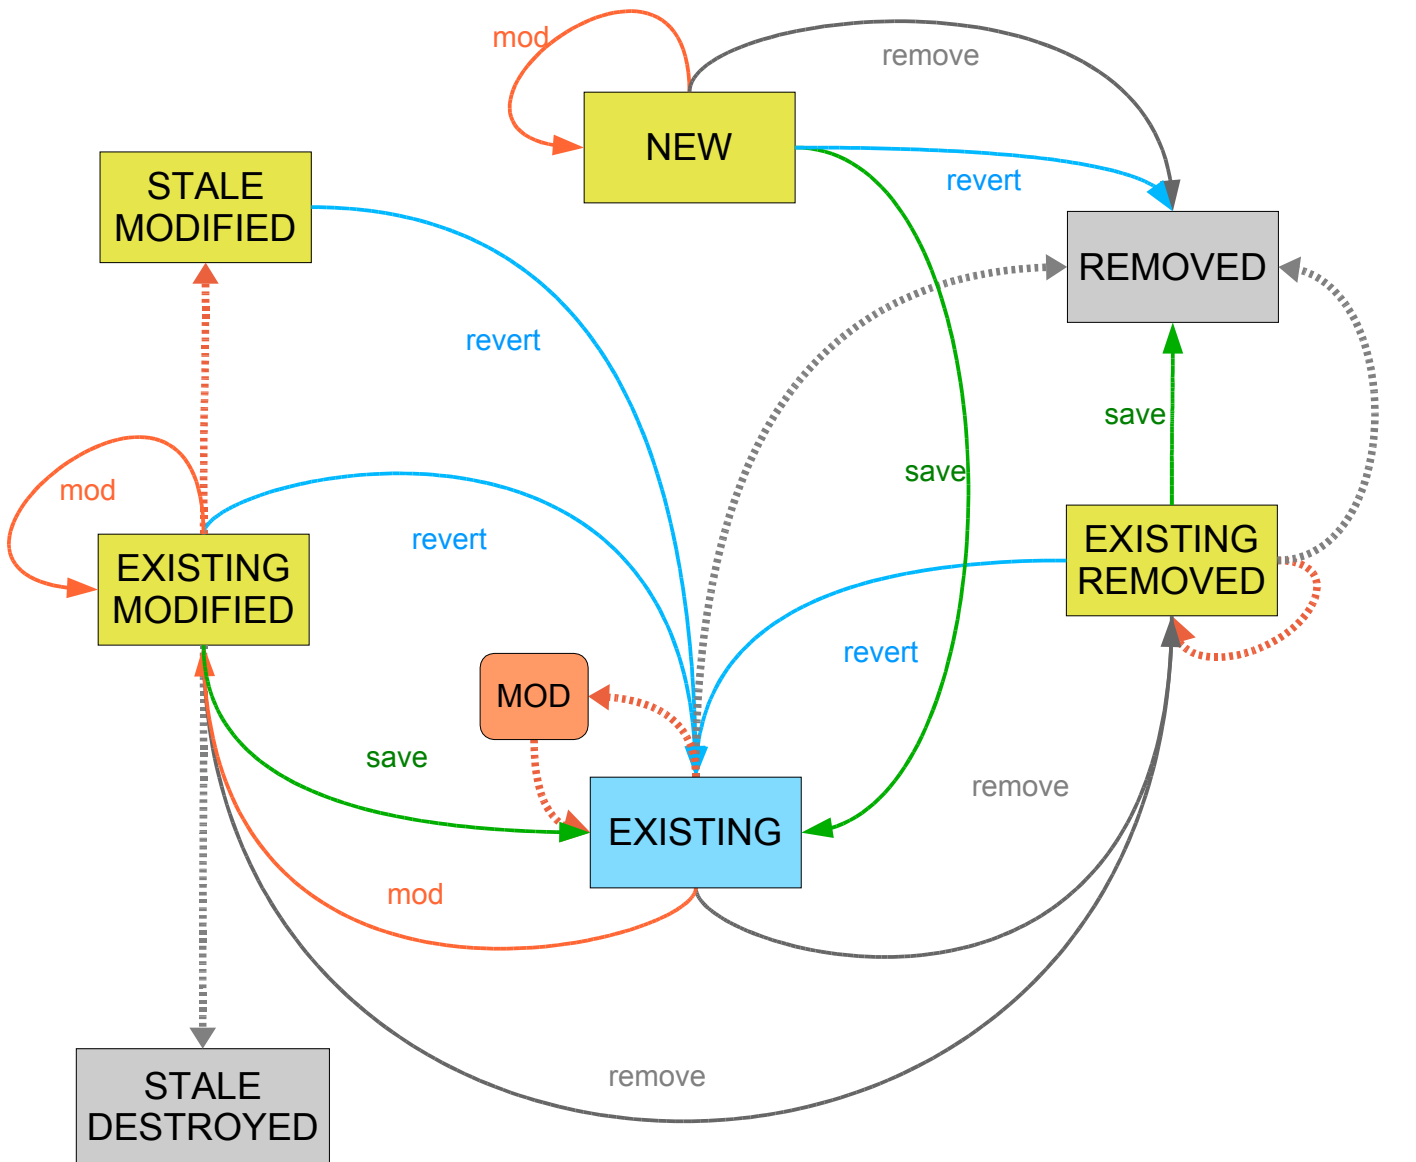 mod
remove
NEW
revert
STALE
MODIFIED
REMOVED
revert
save
save
mod
revert
EXISTING
MODIFIED
EXISTING
REMOVED
revert
MOD
save
remove
EXISTING
mod
remove
STALE
DESTROYED